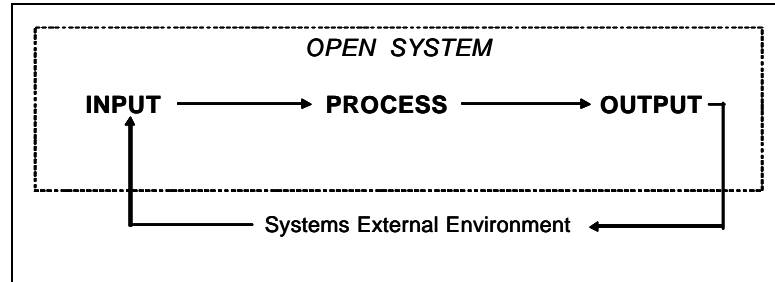 OPEN SYSTEM
INPUT PROCESS OUTPUT
Systems External Environment